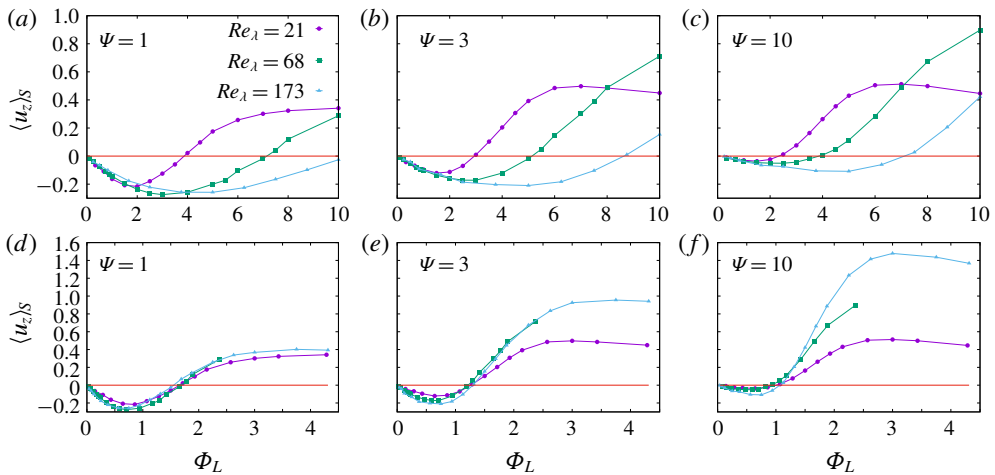 (a) (b) (c)
1.0 1.0 1.0
Ψ = 1 Re_λ = 21 Ψ = 3 Ψ = 10
0.8
Re_λ = 68
0.6
Re_λ = 173
0.4
⟨u_z⟩_S
0.2
0
−0.2
0 2 4 6 8 10 0 2 4 6 8 10 0 2 4 6 8 10
(d) (e) (f)
1.6
Ψ = 1 Ψ = 3 Ψ = 10
1.4
1.2
1.0
0.8
⟨u_z⟩_S
0.6
0.4
0.2
0
−0.2
0 1 2 3 4 0 1 2 3 4 0 1 2 3 4
Φ_L Φ_L Φ_L